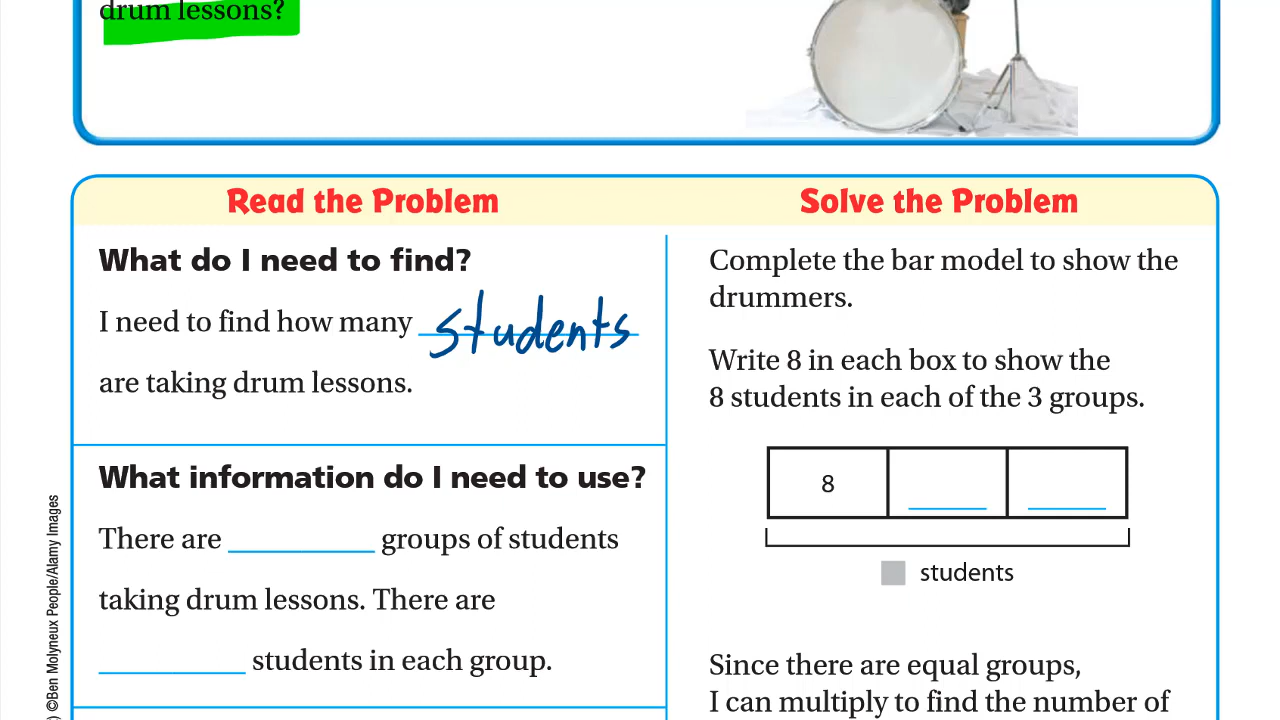 drum lessons?
Read the Problem
What do I need to find?
I need to find how many students
are taking drum lessons.
What information do I need to use?
There are ________ groups of students
taking drum lessons. There are
________ students in each group.
Solve the Problem
Complete the bar model to show the
drummers.
Write 8 in each box to show the
8 students in each of the 3 groups.
8
students
Since there are equal groups,
I can multiply to find the number of
) ©Ben Molyneux People/Alamy Images